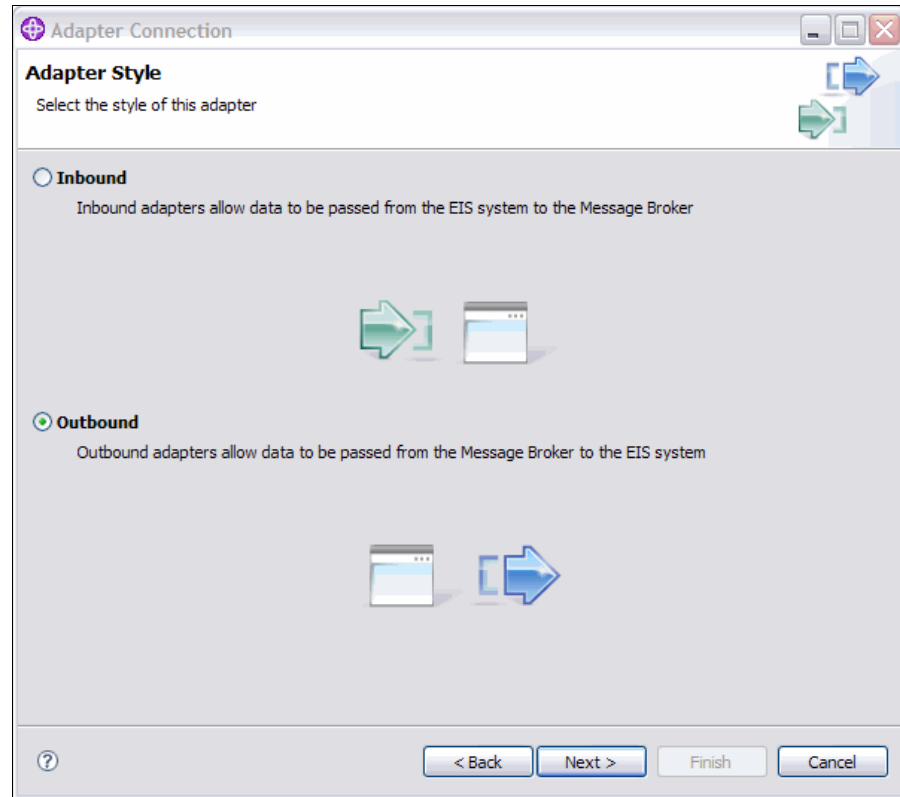 Adapter Connection
Adapter Style
Select the style of this adapter
Inbound
Inbound adapters allow data to be passed from the EIS system to the Message Broker
Outbound
Outbound adapters allow data to be passed from the Message Broker to the EIS system
?
< Back Next > Finish Cancel